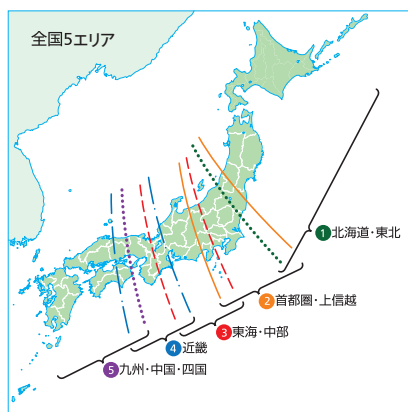 全国5エリア
1北海道・東北
2首都圏・上信越
3東海・中部
4近畿
5九州・中国・四国